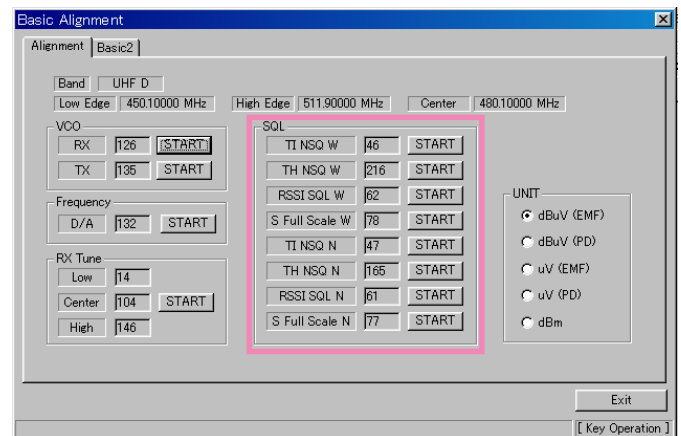 Basic Alignment
Alignment Basic2
Band UHF D
Low Edge 450.10000 MHz High Edge 511.90000 MHz Center 480.10000 MHz
VCO
RX 126 START
TX 135 START
Frequency
D/A 132 START
RX Tune
Low 14
Center 104 START
High 146
SQL
TI NSQ W 46 START
TH NSQ W 216 START
RSSI SQL W 62 START
S Full Scale W 78 START
TI NSQ N 47 START
TH NSQ N 165 START
RSSI SQL N 61 START
S Full Scale N 77 START
UNIT
dBuV (EMF)
dBuV (PD)
uV (EMF)
uV (PD)
dBm
Exit
[ Key Operation ]